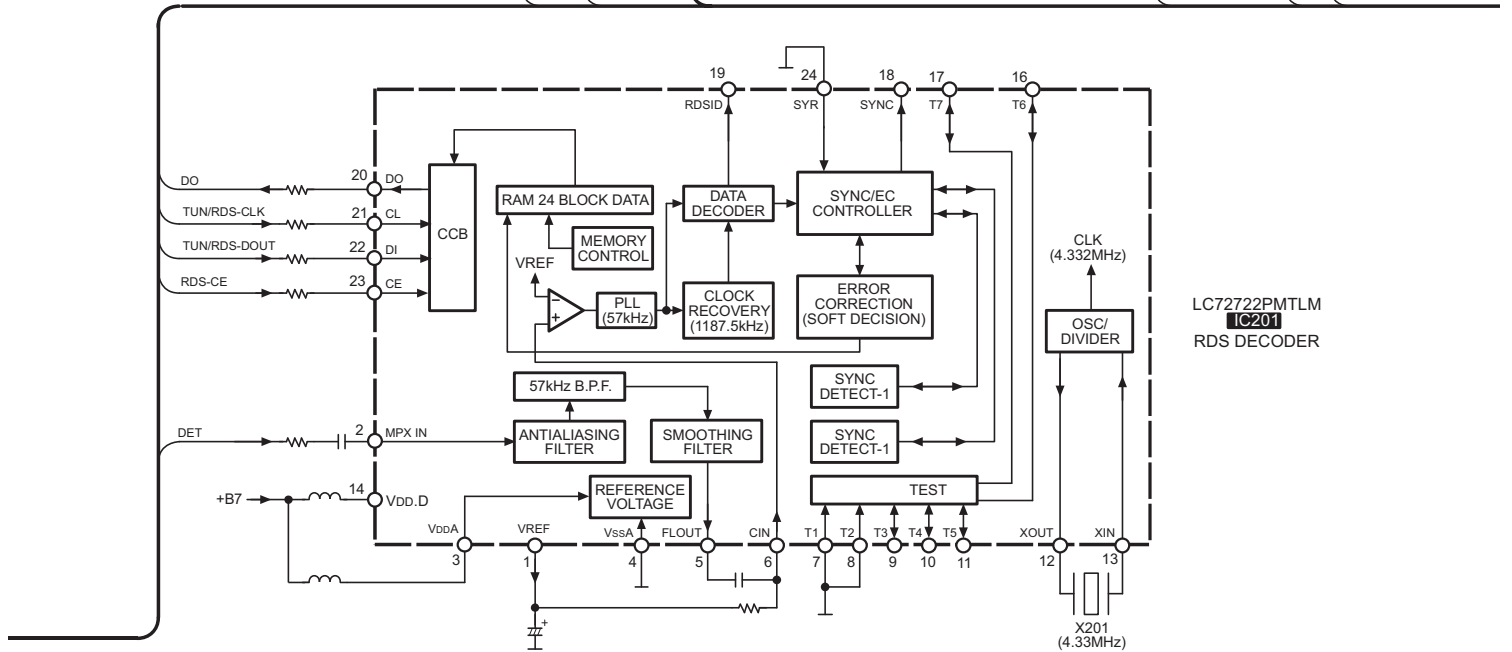 19
24
18
17
16
RDSID
SYR
SYNC
T7
T6
DO
20
DO
TUN/RDS-CLK
21
CL
TUN/RDS-DOUT
22
DI
RDS-CE
23
CE
CCB
RAM 24 BLOCK DATA
MEMORY
CONTROL
VREF
−
+
PLL
(57kHz)
DATA
DECODER
CLOCK
RECOVERY
(1187.5kHz)
SYNC/EC
CONTROLLER
ERROR
CORRECTION
(SOFT DECISION)
CLK
(4.332MHz)
OSC/
DIVIDER
LC72722PMTLM
IC201
RDS DECODER
57kHz B.P.F.
SYNC
DETECT-1
DET
2
MPX IN
ANTIALIASING
FILTER
SMOOTHING
FILTER
SYNC
DETECT-1
+B7
14
VDD.D
REFERENCE
VOLTAGE
TEST
VDDA
VREF
VSSA
FLOUT
CIN
T1
T2
T3
T4
T5
XOUT
XIN
3
1
4
5
6
7
8
9
10
11
12
13
+
X201
(4.33MHz)